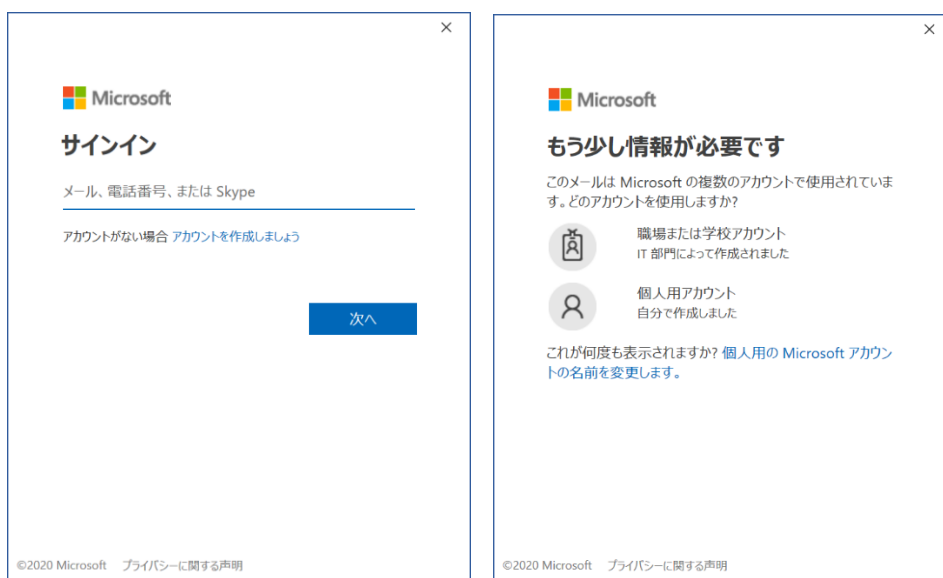 Microsoft
サインイン
メール、電話番号、または Skype
アカウントがない場合 アカウントを作成しましょう
次へ
©2020 Microsoft プライバシーに関する声明
Microsoft
もう少し情報が必要です
このメールは Microsoft の複数のアカウントで使用されていま
す。どのアカウントを使用しますか?
職場または学校アカウント
IT 部門によって作成されました
個人用アカウント
自分で作成しました
これが何度も表示されますか? 個人用の Microsoft アカウン
トの名前を変更します。
©2020 Microsoft プライバシーに関する声明